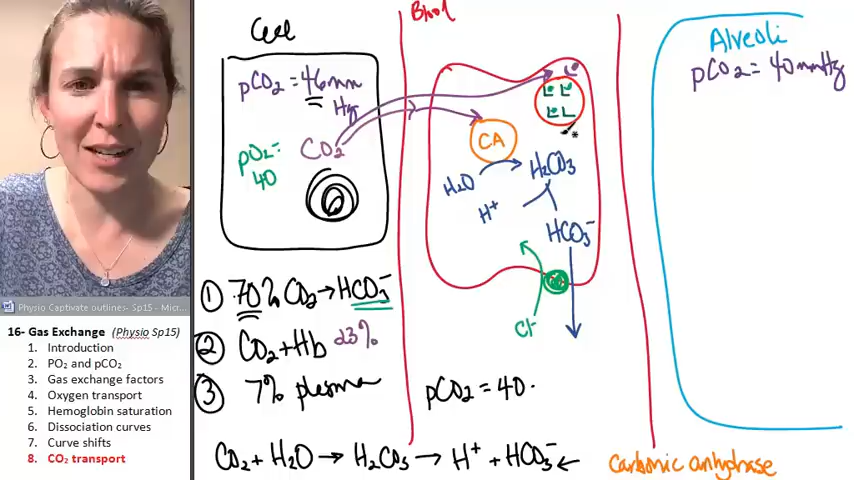 Cell
Blood
Alveoli
pCO2 = 46mm
Hg
pCO2 = 40mmHg
pO2=
40
CO2
CA
H2O
H2CO3
H+
HCO3-
Cl-
1 70% CO2→HCO3-
2 CO2+Hb 23%
3 7% plasma
pCO2 = 40.
CO2 + H2O → H2CO3 → H+ + HCO3-
Carbonic anhydrase
Physio Captivate outlines- Sp15 - Micr...
16- Gas Exchange (Physio Sp15)
1. Introduction
2. PO2 and pCO2
3. Gas exchange factors
4. Oxygen transport
5. Hemoglobin saturation
6. Dissociation curves
7. Curve shifts
8. CO2 transport